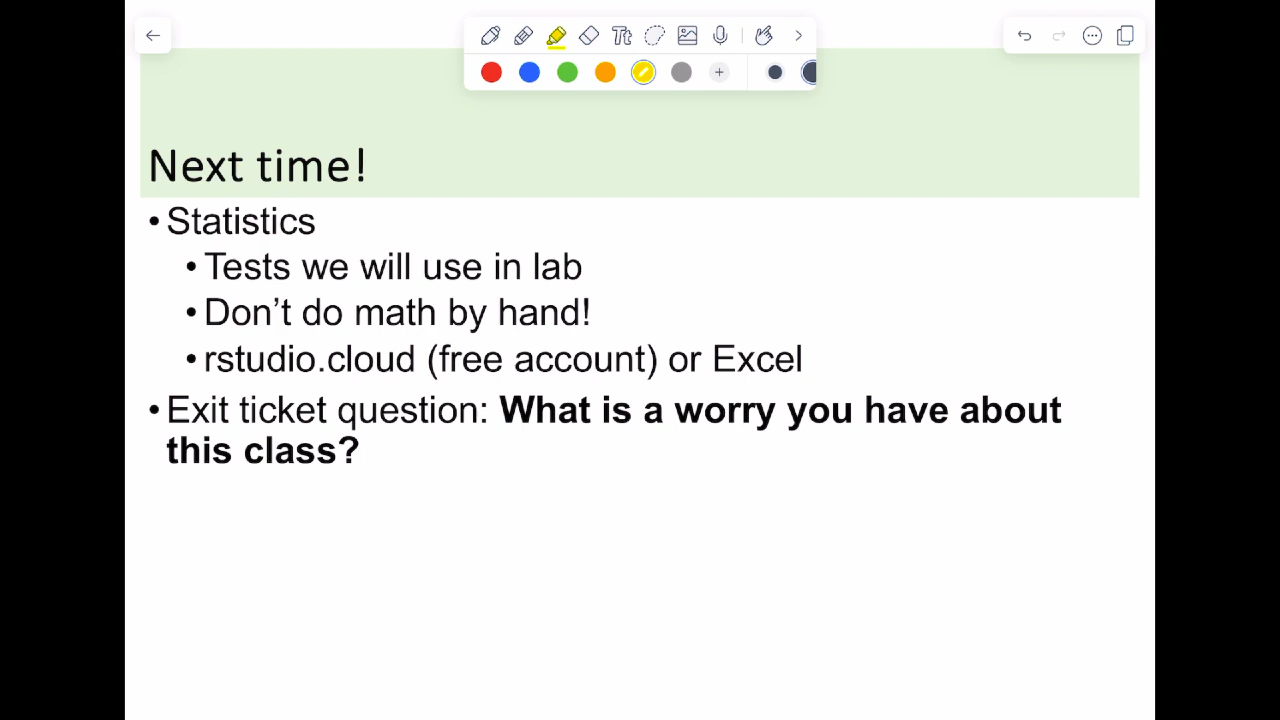 Tt
Next time!
• Statistics
• Tests we will use in lab
• Don't do math by hand!
• rstudio.cloud (free account) or Excel
• Exit ticket question: What is a worry you have about
this class?